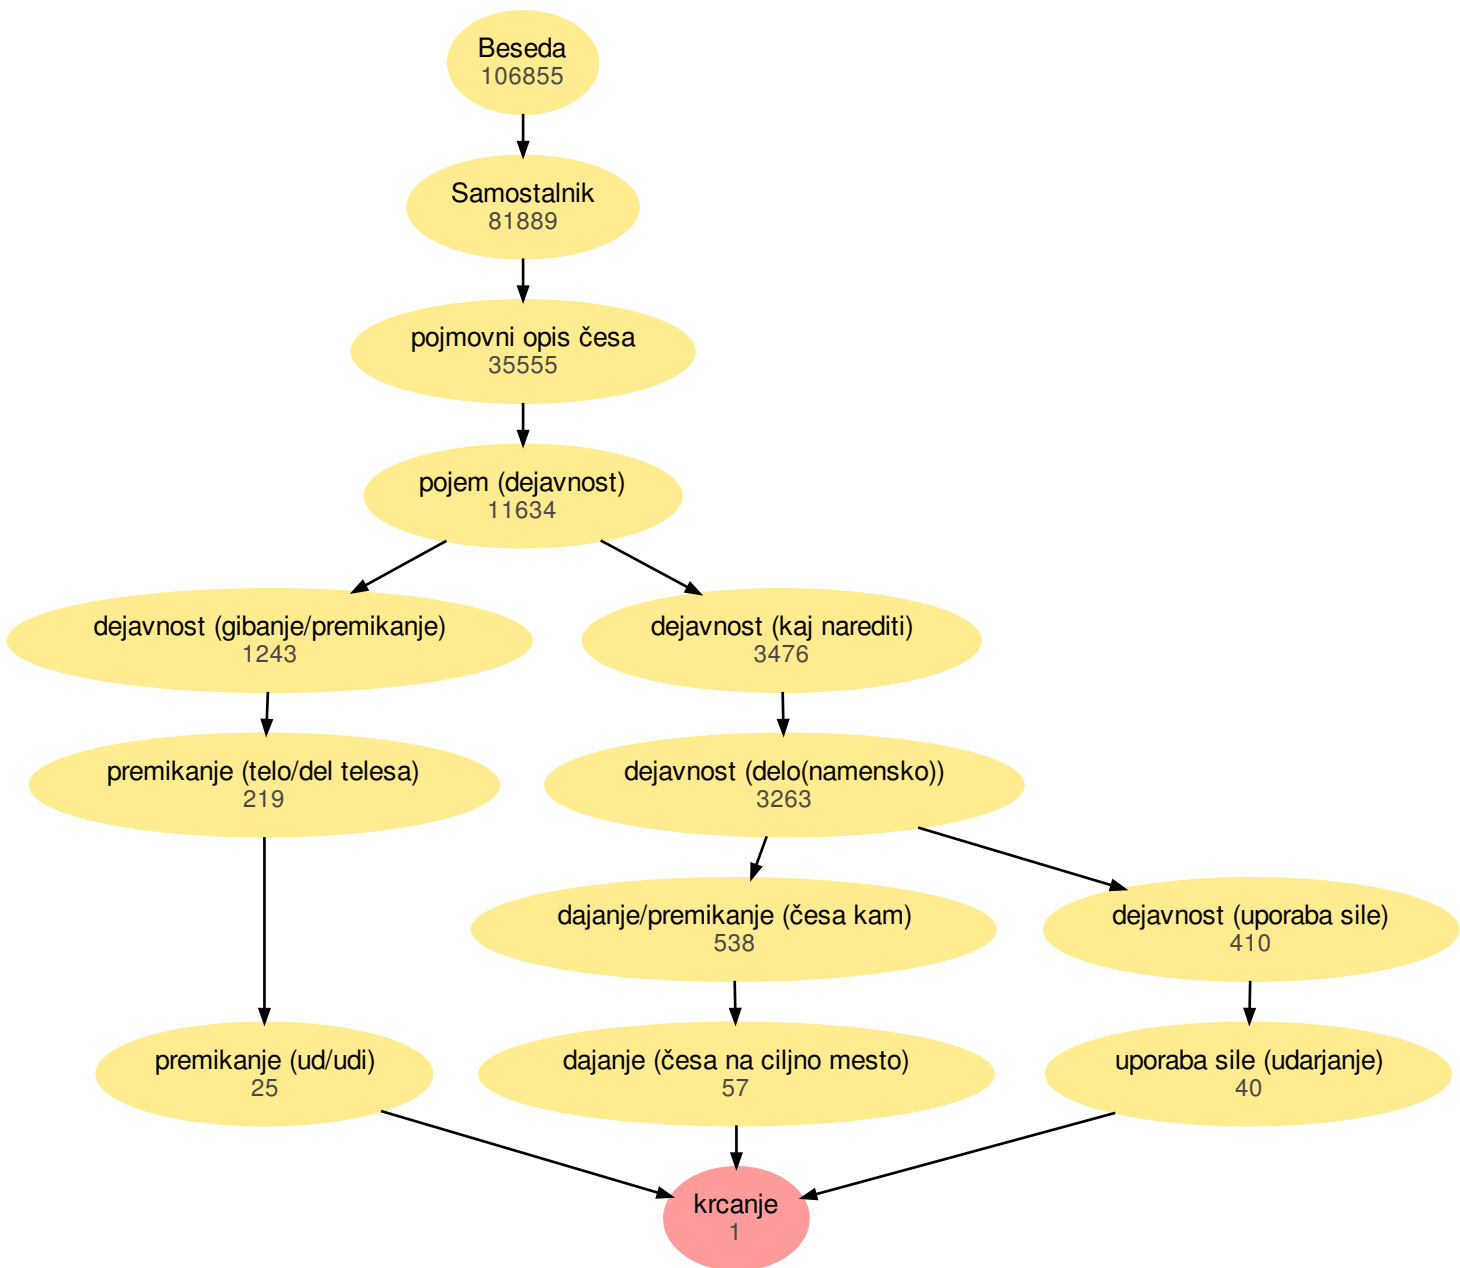 Beseda
106855
Samostalnik
81889
pojmovni opis česa
35555
pojem (dejavnost)
11634
dejavnost (gibanje/premikanje)
1243
dejavnost (kaj narediti)
3476
premikanje (telo/del telesa)
219
dejavnost (delo(namensko))
3263
dajanje/premikanje (česa kam)
538
dejavnost (uporaba sile)
410
premikanje (ud/udi)
25
dajanje (česa na ciljno mesto)
57
uporaba sile (udarjanje)
40
krcanje
1